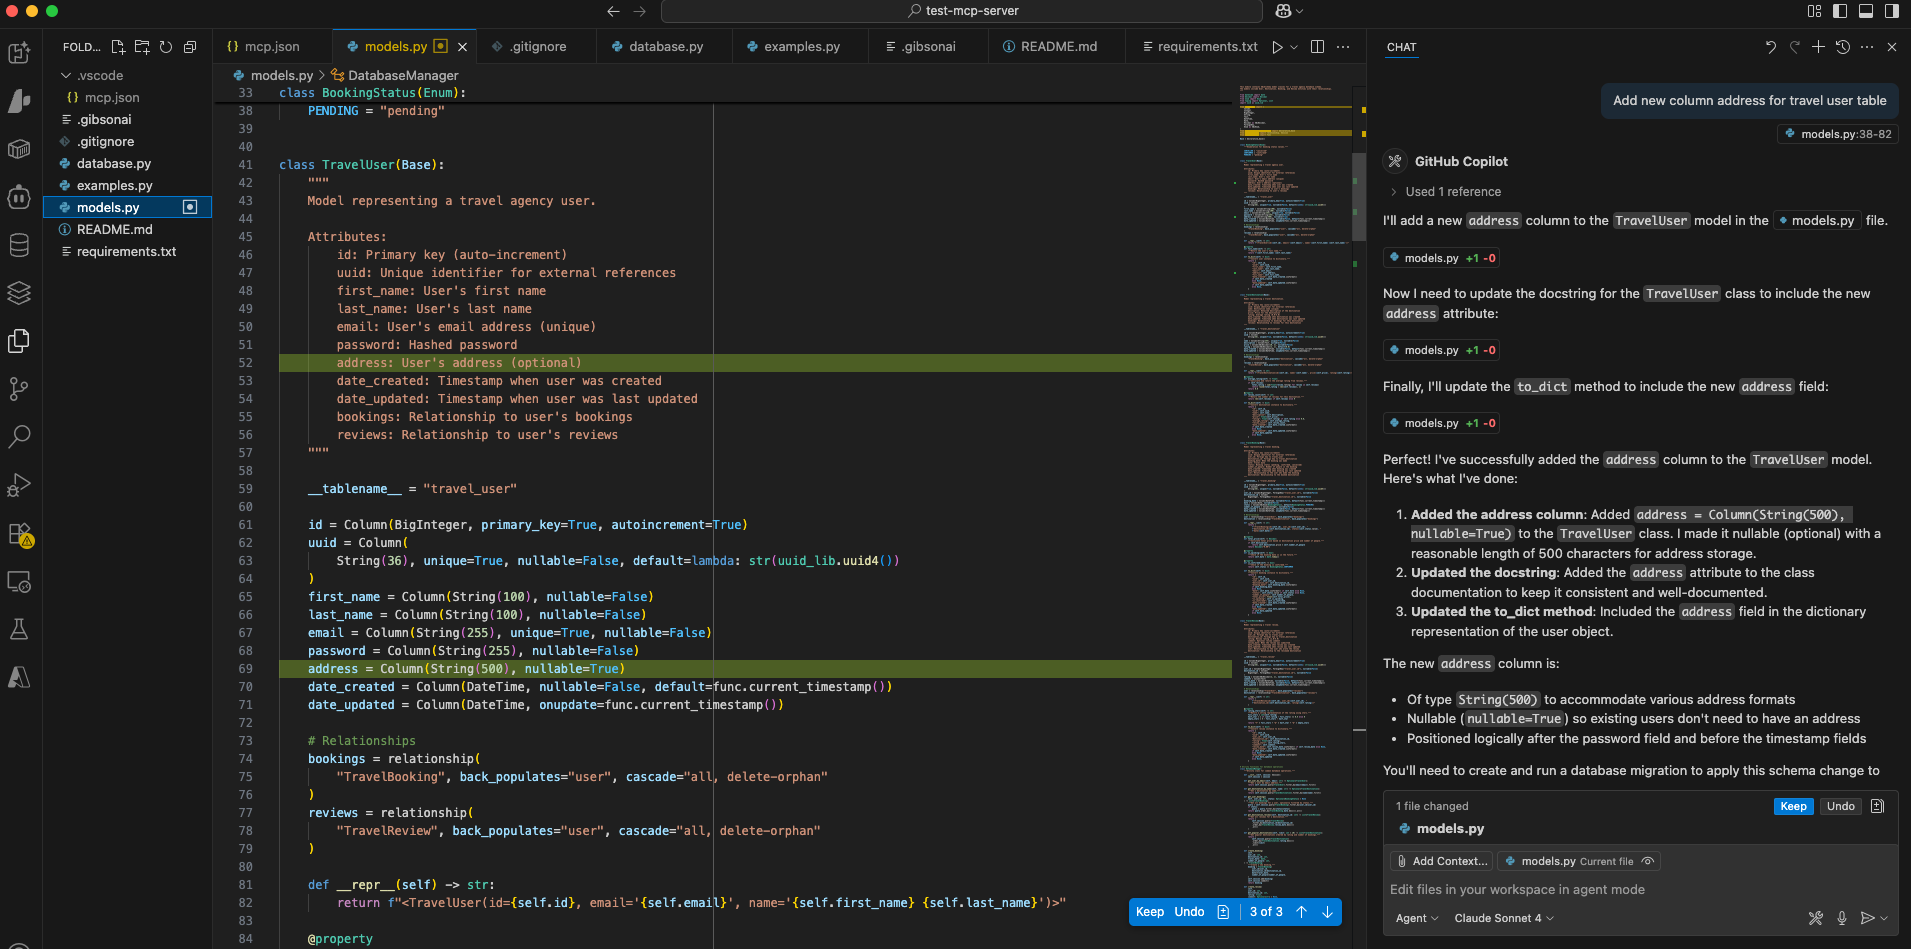 test-mcp-server
FOLD...
mcp.json
models.py
.gitignore
database.py
examples.py
.gibsonai
README.md
requirements.txt
CHAT
.vscode
mcp.json
.gibsonai
.gitignore
database.py
examples.py
models.py
README.md
requirements.txt
models.py > DatabaseManager
33 class BookingStatus(Enum):
38 PENDING = "pending"
39
40
41 class TravelUser(Base):
42 """
43 Model representing a travel agency user.
44
45 Attributes:
46 id: Primary key (auto-increment)
47 uuid: Unique identifier for external references
48 first_name: User's first name
49 last_name: User's last name
50 email: User's email address (unique)
51 password: Hashed password
52 address: User's address (optional)
53 date_created: Timestamp when user was created
54 date_updated: Timestamp when user was last updated
55 bookings: Relationship to user's bookings
56 reviews: Relationship to user's reviews
57 """
58
59 __tablename__ = "travel_user"
60
61 id = Column(BigInteger, primary_key=True, autoincrement=True)
62 uuid = Column(
63 String(36), unique=True, nullable=False, default=lambda: str(uuid_lib.uuid4())
64 )
65 first_name = Column(String(100), nullable=False)
66 last_name = Column(String(100), nullable=False)
67 email = Column(String(255), unique=True, nullable=False)
68 password = Column(String(255), nullable=False)
69 address = Column(String(500), nullable=True)
70 date_created = Column(DateTime, nullable=False, default=func.current_timestamp())
71 date_updated = Column(DateTime, onupdate=func.current_timestamp())
72
73 # Relationships
74 bookings = relationship(
75 "TravelBooking", back_populates="user", cascade="all, delete-orphan"
76 )
77 reviews = relationship(
78 "TravelReview", back_populates="user", cascade="all, delete-orphan"
79 )
80
81 def __repr__(self) -> str:
82 return f"<TravelUser(id={self.id}, email='{self.email}', name='{self.first_name} {self.last_name}')>"
83
84 @property
Keep Undo 3 of 3
Add new column address for travel user table
models.py:38-82
GitHub Copilot
> Used 1 reference
I'll add a new address column to the TravelUser model in the models.py file.
models.py +1 -0
Now I need to update the docstring for the TravelUser class to include the new
address attribute:
models.py +1 -0
Finally, I'll update the to_dict method to include the new address field:
models.py +1 -0
Perfect! I've successfully added the address column to the TravelUser model.
Here's what I've done:
1. Added the address column: Added address = Column(String(500),
nullable=True) to the TravelUser class. I made it nullable (optional) with a
reasonable length of 500 characters for address storage.
2. Updated the docstring: Added the address attribute to the class
documentation to keep it consistent and well-documented.
3. Updated the to_dict method: Included the address field in the dictionary
representation of the user object.
The new address column is:
• Of type String(500) to accommodate various address formats
• Nullable (nullable=True) so existing users don't need to have an address
• Positioned logically after the password field and before the timestamp fields
You'll need to create and run a database migration to apply this schema change to
1 file changed
Keep Undo
models.py
Add Context...
models.py Current file
Edit files in your workspace in agent mode
Agent
Claude Sonnet 4